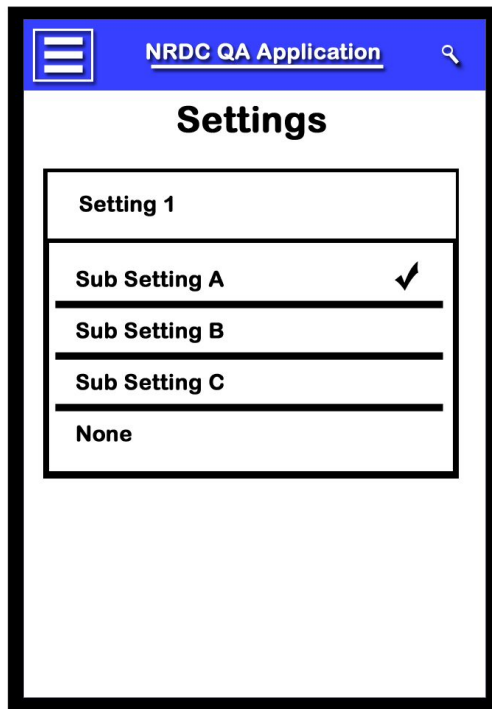 NRDC QA Application
Settings
Setting 1
Sub Setting A
Sub Setting B
Sub Setting C
None